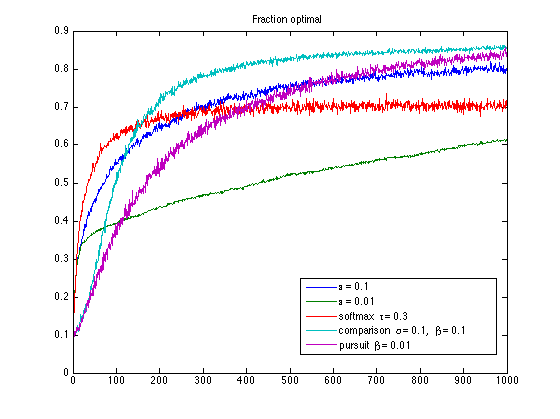 Fraction optimal
0.9
0.8
0.7
0.6
0.5
0.4
0.3
0.2
0.1
0
0 100 200 300 400 500 600 700 800 900 1000
ε = 0.1
ε = 0.01
softmax τ = 0.3
comparison α = 0.1, β = 0.1
pursuit β = 0.01